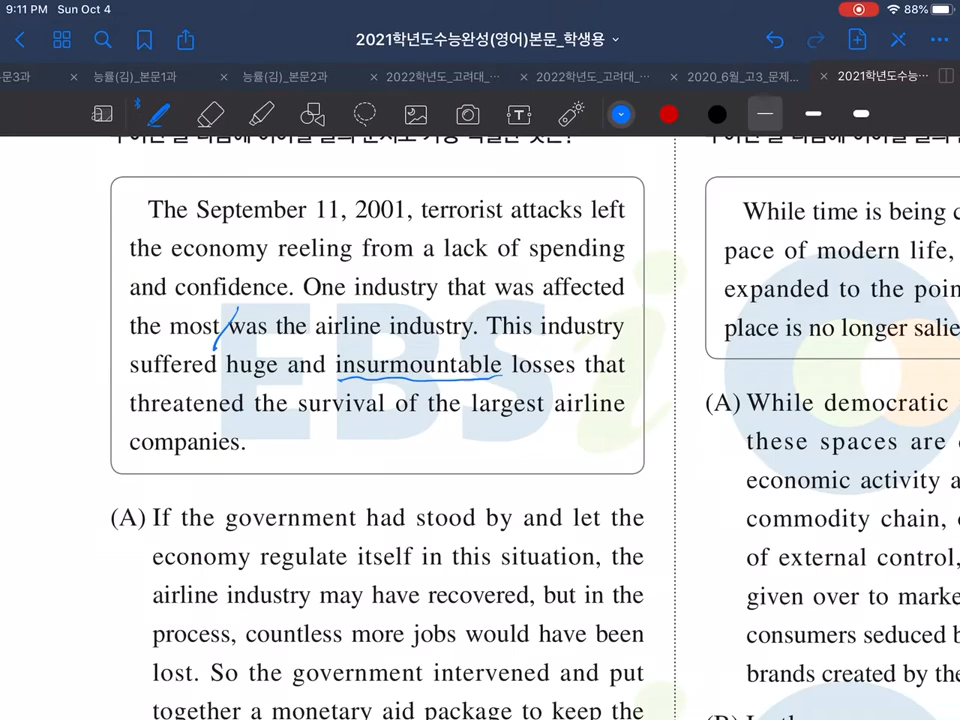 9:11 PM Sun Oct 4
88%
2021학년도수능완성(영어)본문_학생용
문3과
능률(김)_본문1과
능률(김)_본문2과
2022학년도_고려대_…
2022학년도_고려대_…
2020_6월_고3_문제…
2021학년도수능…
The September 11, 2001, terrorist attacks left
the economy reeling from a lack of spending
and confidence. One industry that was affected
the most was the airline industry. This industry
suffered huge and insurmountable losses that
threatened the survival of the largest airline
companies.
(A) If the government had stood by and let the
economy regulate itself in this situation, the
airline industry may have recovered, but in the
process, countless more jobs would have been
lost. So the government intervened and put
together a monetary aid package to keep the
While time is being c
pace of modern life,
expanded to the poin
place is no longer salie
(A) While democratic
these spaces are
economic activity a
commodity chain,
of external control,
given over to marke
consumers seduced b
brands created by the
EBSi